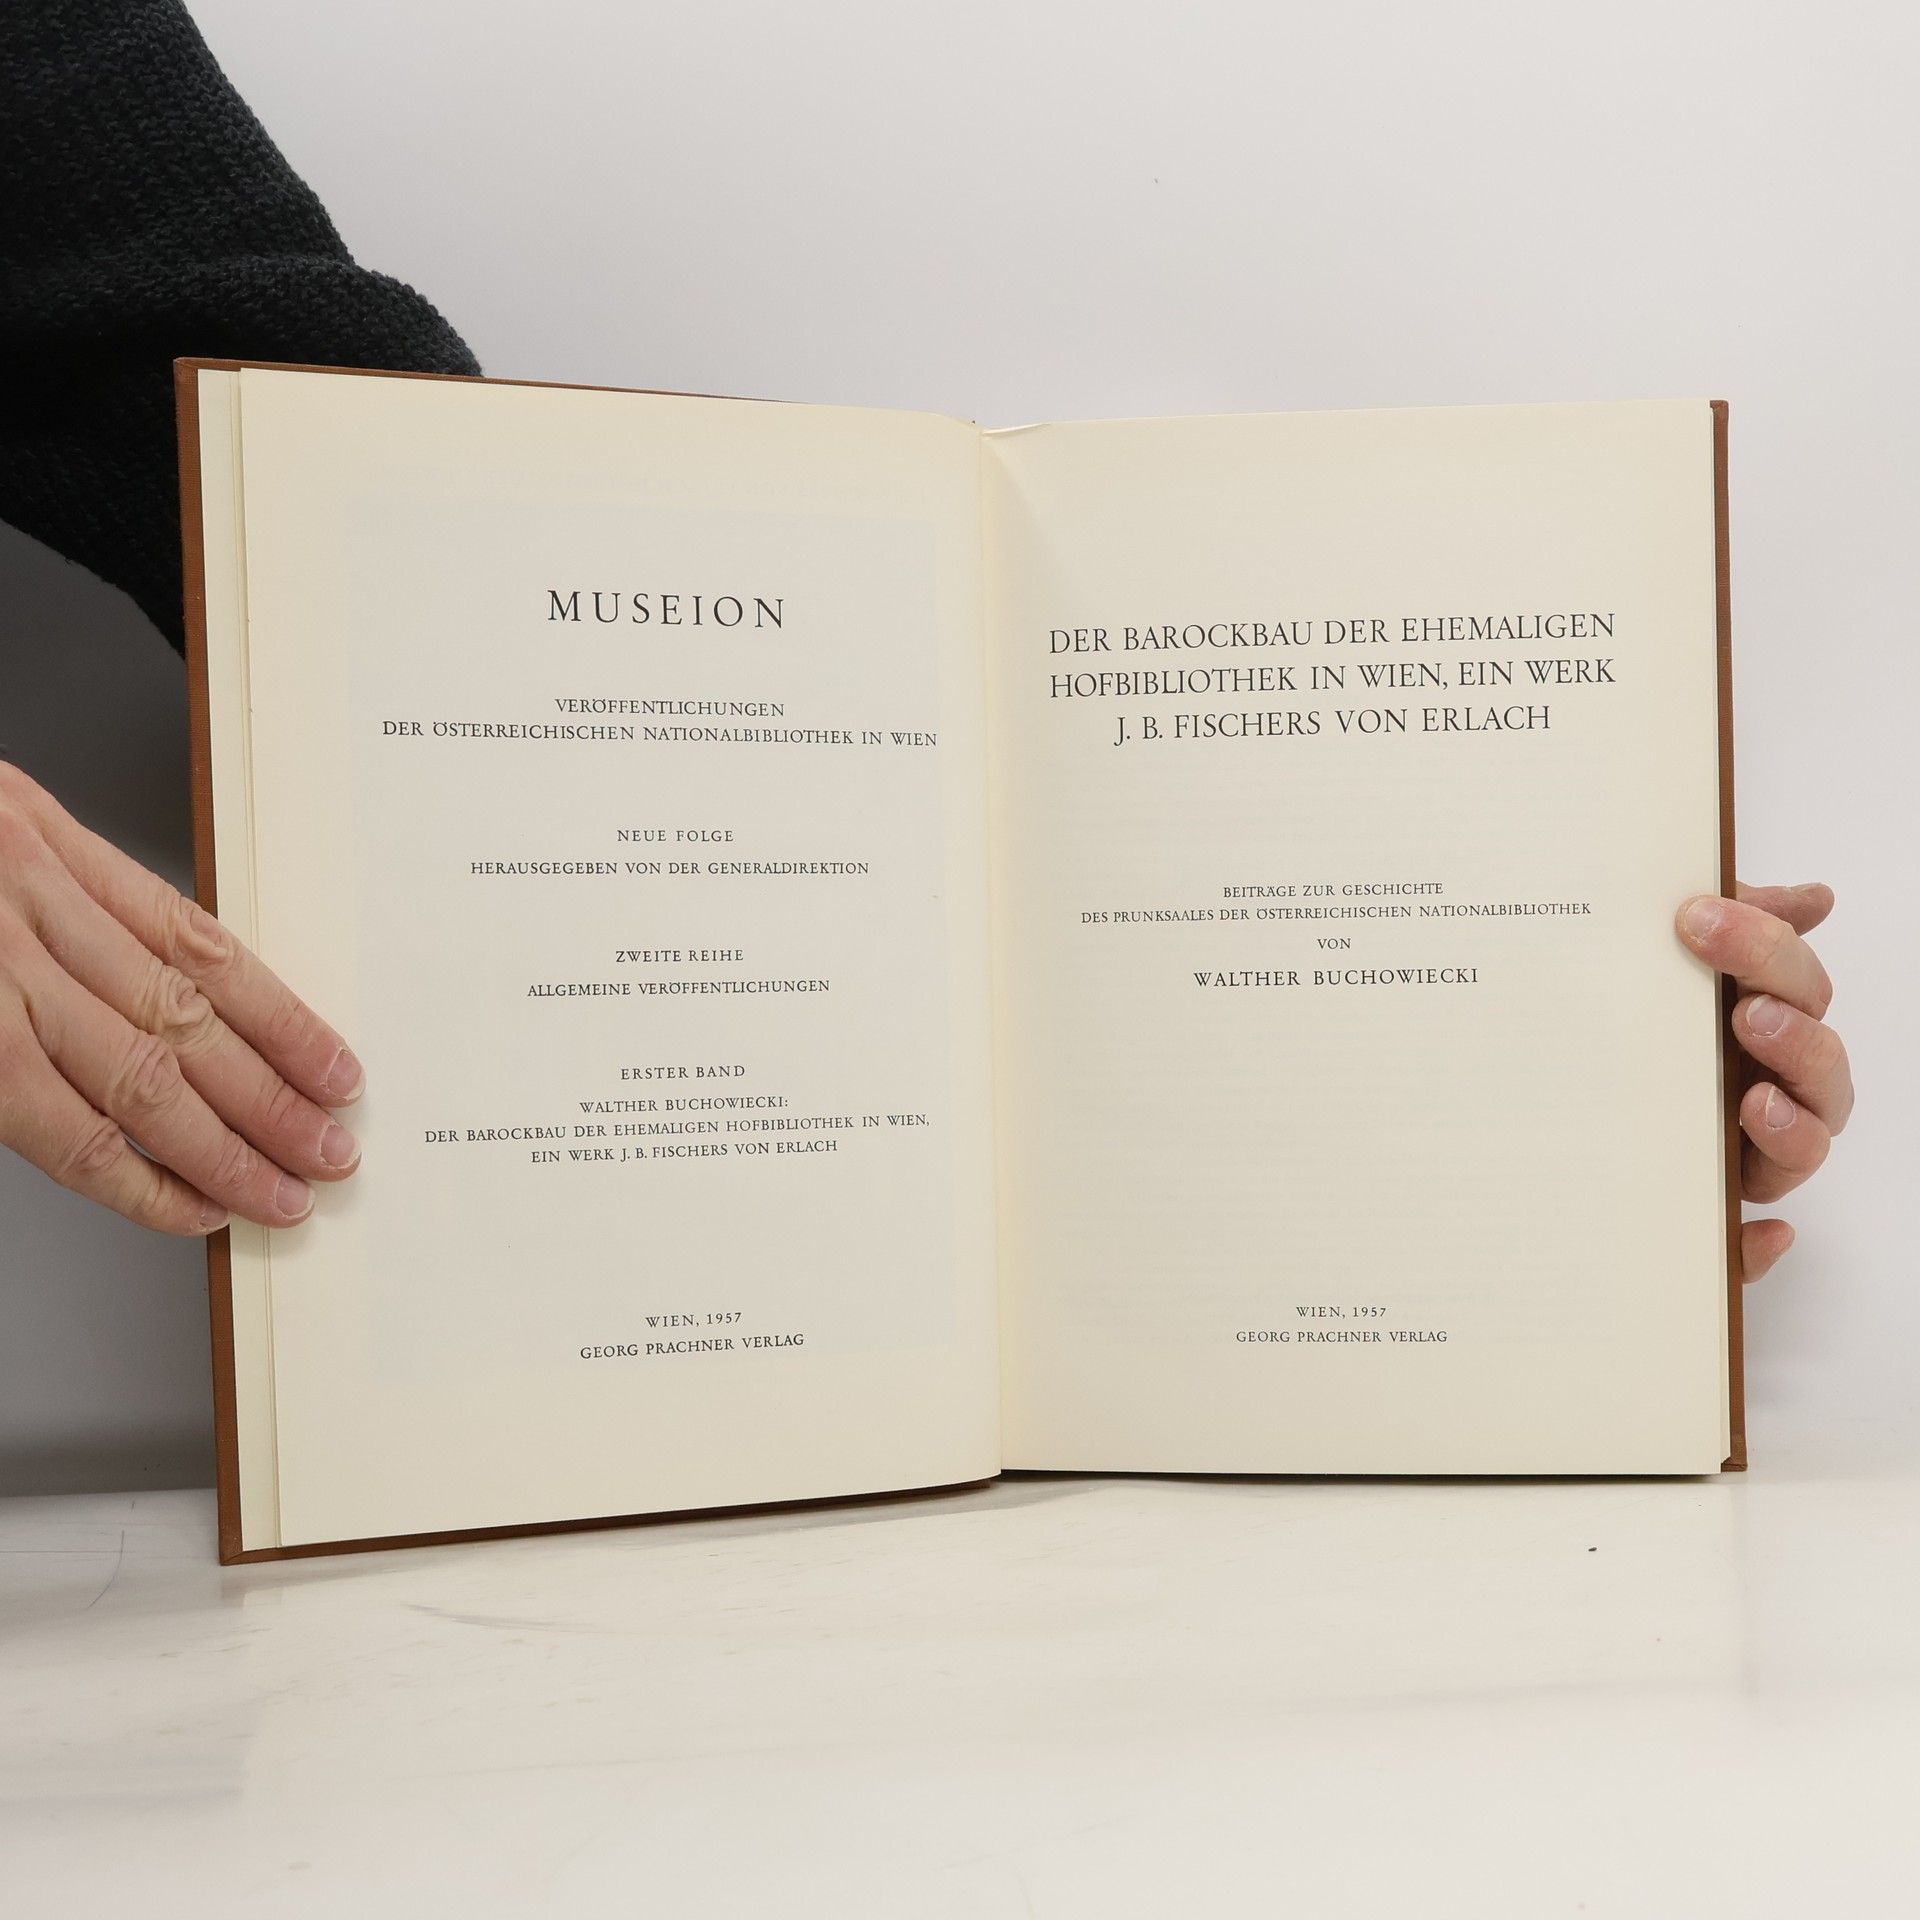 MUSEION
VERÖFFENTLICHUNGEN
DER ÖSTERREICHISCHEN NATIONALBIBLIOTHEK IN WIEN
NEUE FOLGE
HERAUSGEGEBEN VON DER GENERALDIREKTION
ZWEITE REIHE
ALLGEMEINE VERÖFFENTLICHUNGEN
ERSTER BAND
WALTHER BUCHOWIECKI:
DER BAROCKBAU DER EHEMALIGEN HOFBIBLIOTHEK IN WIEN,
EIN WERK J. B. FISCHERS VON ERLACH
WIEN, 1957
GEORG PRACHNER VERLAG
DER BAROCKBAU DER EHEMALIGEN
HOFBIBLIOTHEK IN WIEN, EIN WERK
J. B. FISCHERS VON ERLACH
BEITRÄGE ZUR GESCHICHTE
DES PRUNKSAALES DER ÖSTERREICHISCHEN NATIONALBIBLIOTHEK
VON
WALTHER BUCHOWIECKI
WIEN, 1957
GEORG PRACHNER VERLAG